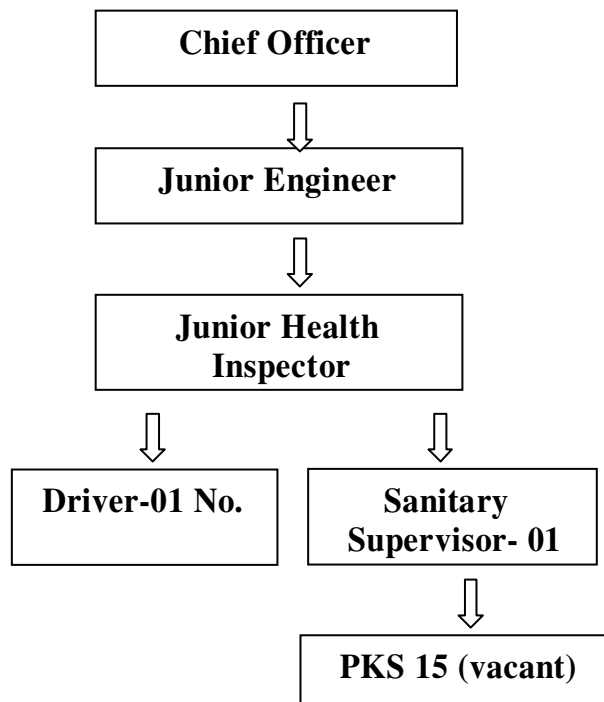 Chief Officer
Junior Engineer
Junior Health
Inspector
Driver-01 No.
Sanitary
Supervisor- 01
PKS 15 (vacant)